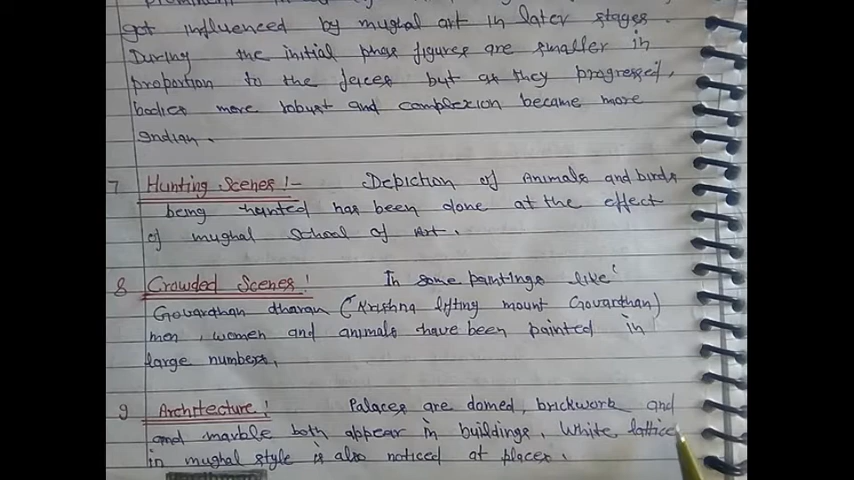 got influenced by mughal art in later stages.
During the initial phas figures are smaller in
proportion to the faces but as they progressed,
bodies more robust and complexion became more
Indian.
7 Hunting Scenes!- Depiction of Animals and birds
being hunted has been done at the effect
of mughal School of Art.
8 Crowded Scenes! In some paintings like'
Govardhan dharan (Krishna lifting mount Govardhan)
men, women and animals have been painted in
large numbers,
9 Architecture! Palaces are domed, brickwork and
and marble both appear in buildings. White lattice
in mughal style is also noticed at places.